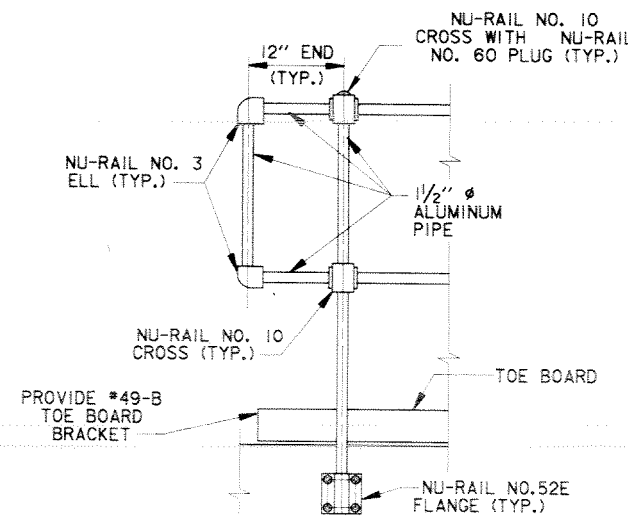 NU-RAIL NO. 10
CROSS WITH NU-RAIL
NO. 60 PLUG (TYP.)
12" END
(TYP.)
NU-RAIL NO. 3
ELL (TYP.)
1 1/2" ⌀
ALUMINUM
PIPE
NU-RAIL NO. 10
CROSS (TYP.)
TOE BOARD
PROVIDE #49-B
TOE BOARD
BRACKET
NU-RAIL NO.52E
FLANGE (TYP.)